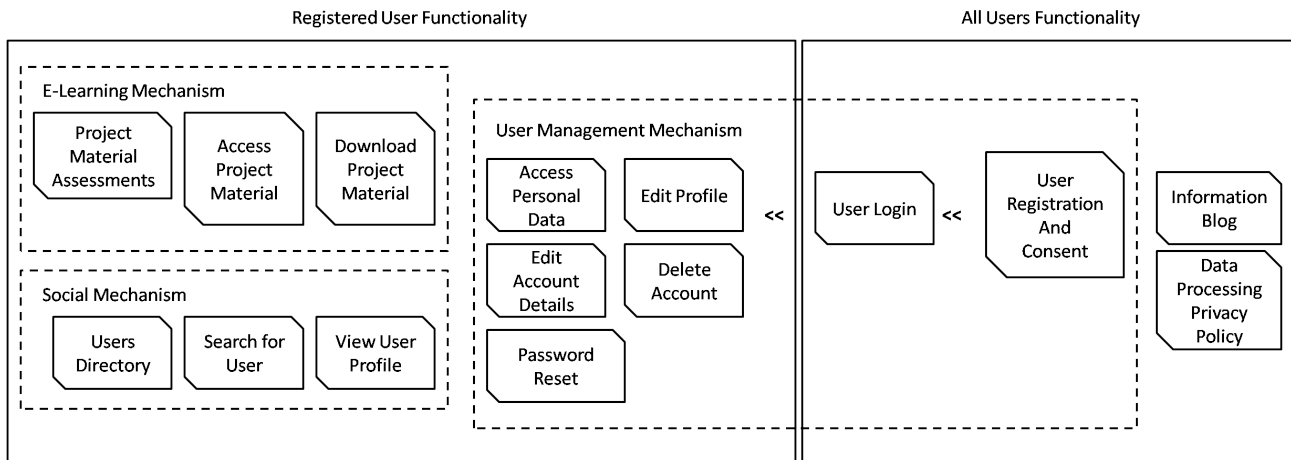 Registered User Functionality
All Users Functionality
E-Learning Mechanism
Project
Material
Assessments
Access
Project
Material
Download
Project
Material
Social Mechanism
Users
Directory
Search for
User
View User
Profile
User Management Mechanism
Access
Personal
Data
Edit Profile
Edit
Account
Details
Delete
Account
Password
Reset
<<
User Login
<<
User
Registration
And
Consent
Information
Blog
Data
Processing
Privacy
Policy